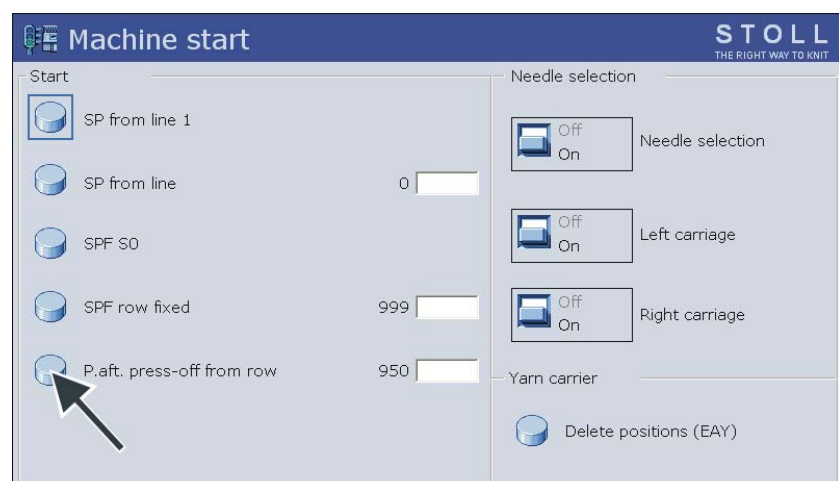 Machine start
STOLL
THE RIGHT WAY TO KNIT
Start
SP from line 1
SP from line 0
SPF S0
SPF row fixed 999
P.aft. press-off from row 950
Needle selection
Off
On
Needle selection
Off
On
Left carriage
Off
On
Right carriage
Yarn carrier
Delete positions (EAY)